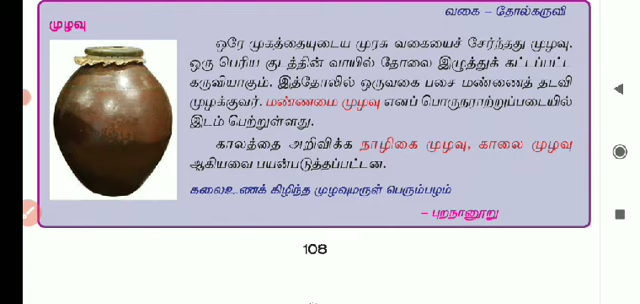 வகை – தோல்கருவி
முழவு
ஒரே முகத்தையுடைய முரசு வகையைச் சேர்ந்தது முழவு.
ஒரு பெரிய குடத்தின் வாயில் தோலை இழுத்துக் கட்டப்பட்ட
கருவியாகும். இத்தோலில் ஒருவகை பசை மண்ணைத் தடவி
முழக்குவர். மண்ணமை முழவு எனப் பொருநராற்றுப்படையில்
இடம் பெற்றுள்ளது.
காலத்தை அறிவிக்க நாழிகை முழவு, காலை முழவு
ஆகியவை பயன்படுத்தப்பட்டன.
கலைஉணக் கிழிந்த முழவுமருள் பெரும்பழம்
– புறநானூறு
108